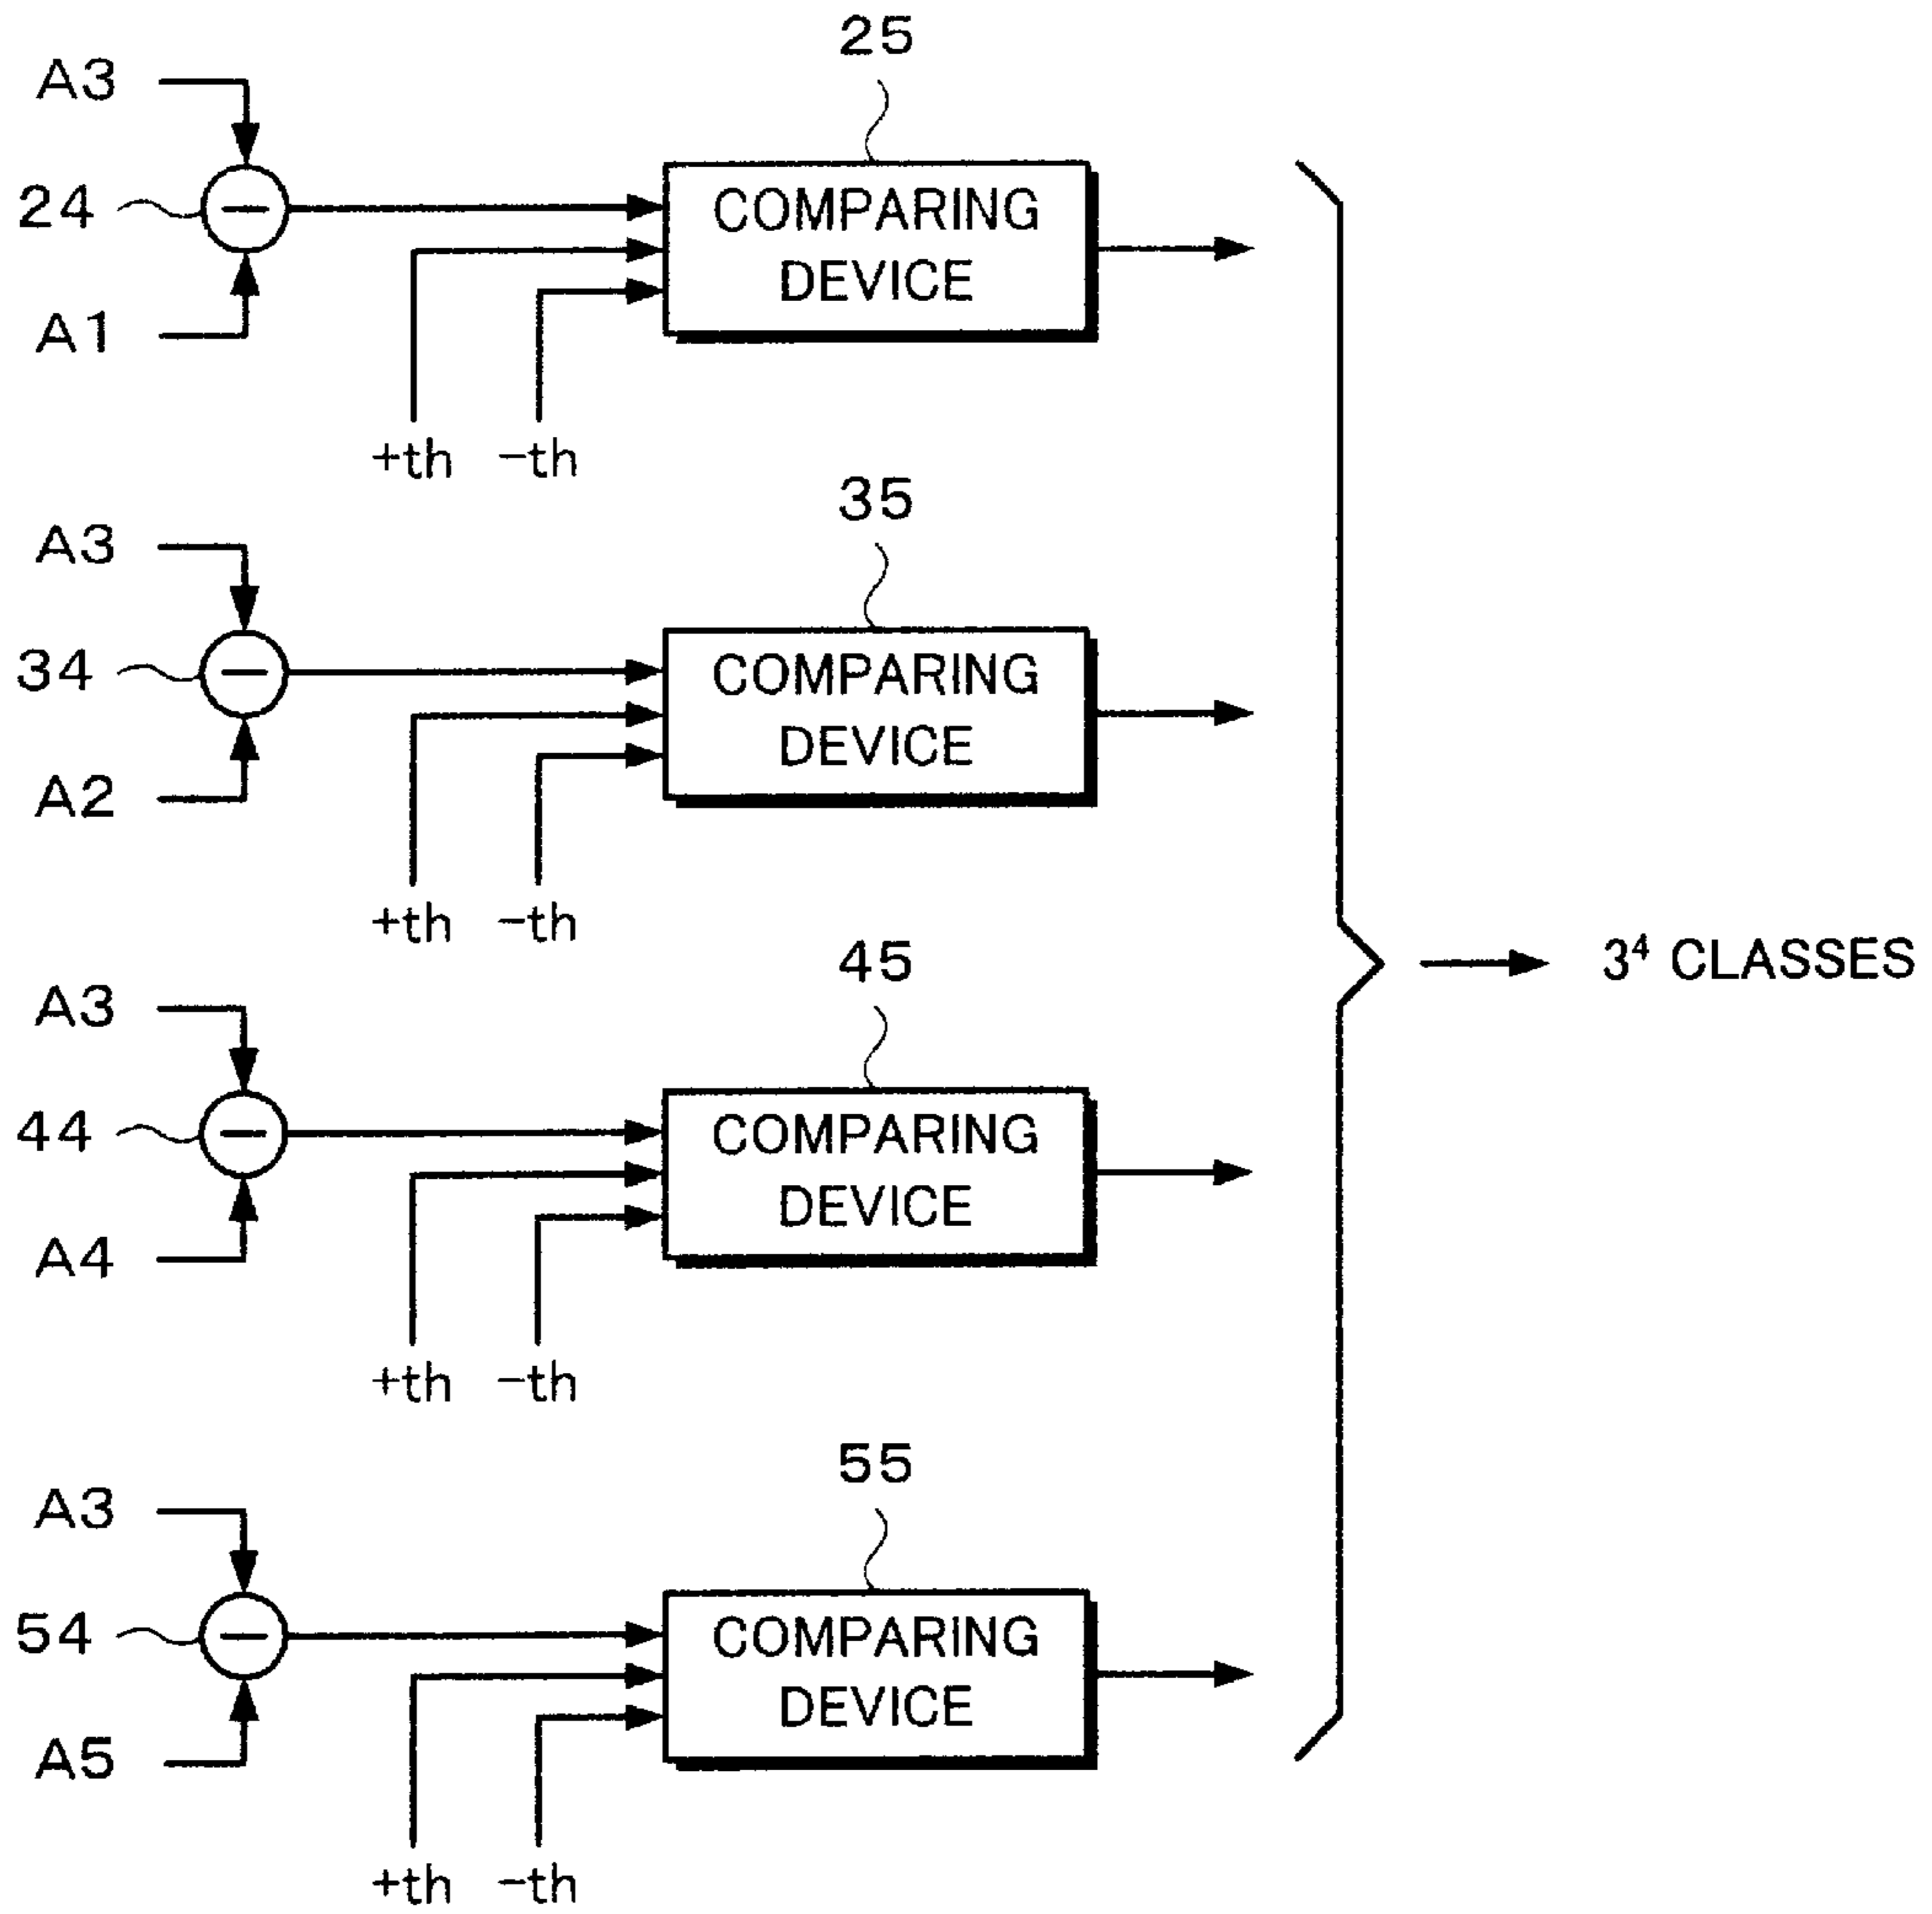 25
A3
24
COMPARING
DEVICE
A1
+th -th
35
A3
34
COMPARING
DEVICE
A2
+th -th
45
3⁴ CLASSES
A3
44
COMPARING
DEVICE
A4
+th -th
55
A3
54
COMPARING
DEVICE
A5
+th -th